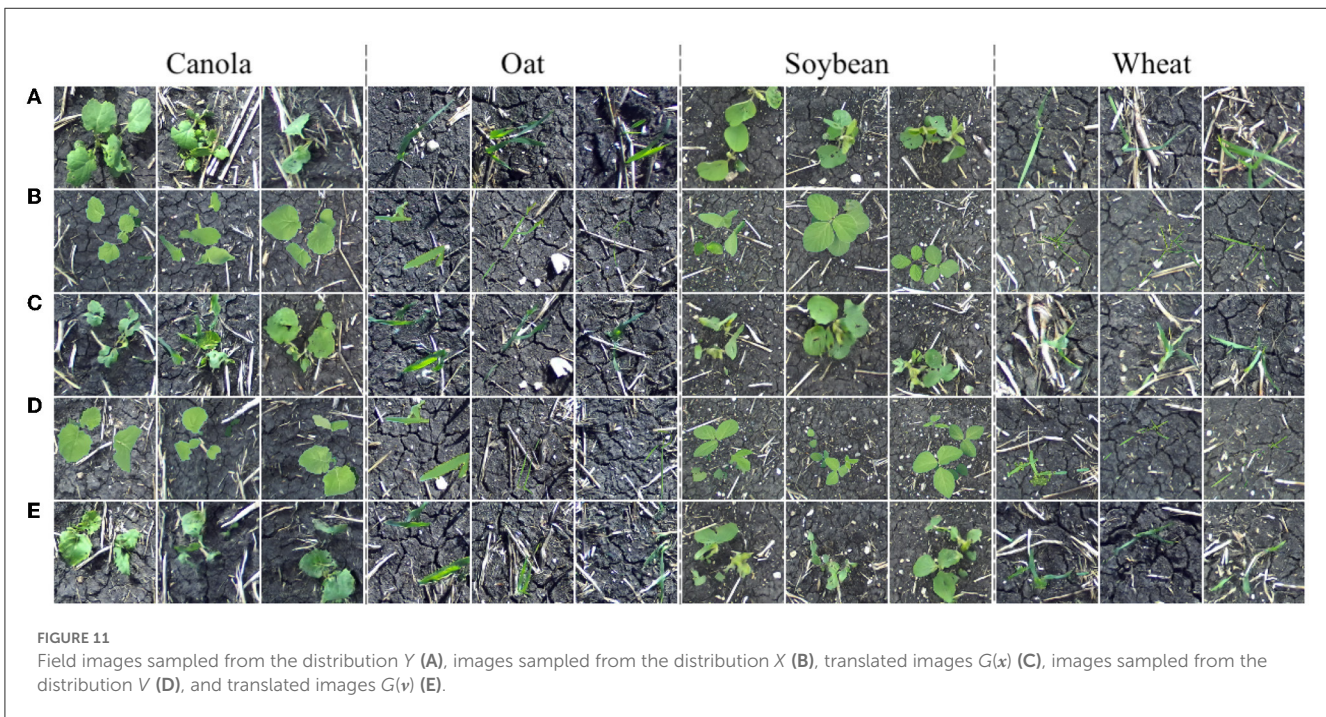 Canola Oat Soybean Wheat
A
B
C
D
E
FIGURE 11
Field images sampled from the distribution Y (A), images sampled from the distribution X (B), translated images G(x) (C), images sampled from the
distribution V (D), and translated images G(v) (E).